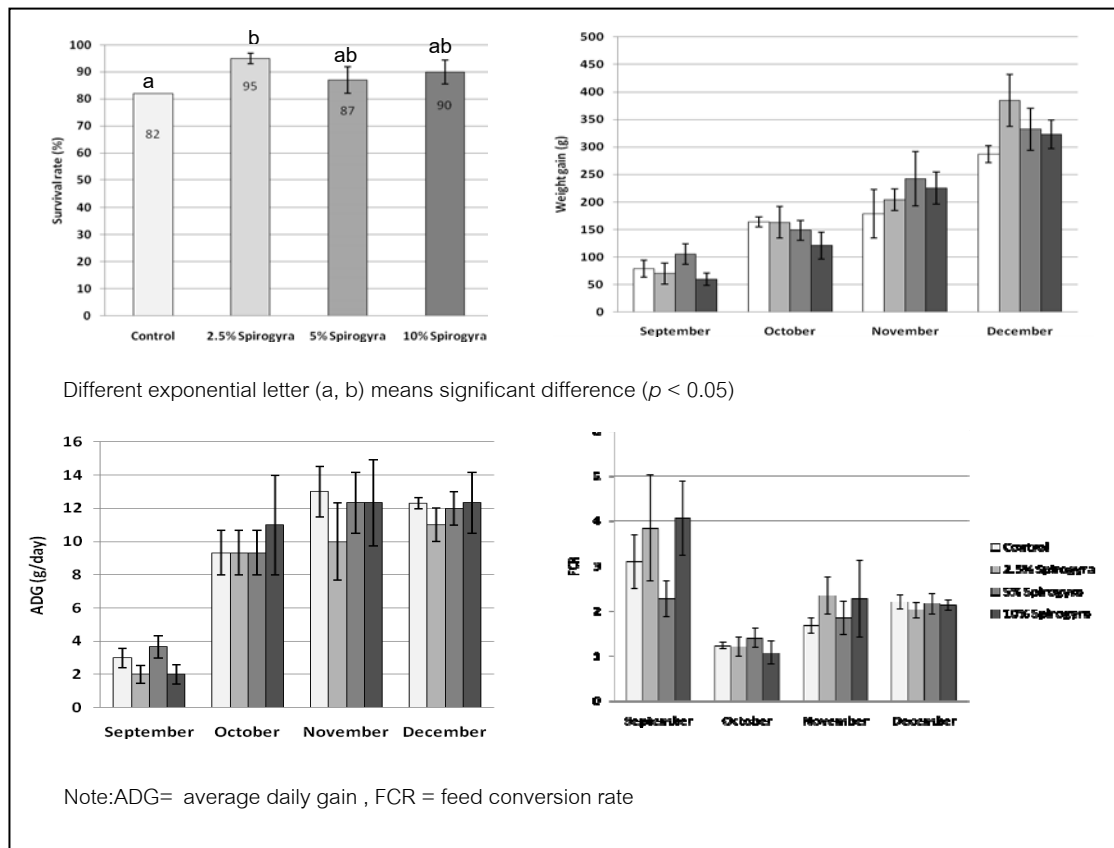 b
ab
ab
a
Survival rate (%)
100
90
80
70
60
50
40
30
20
10
0
82
95
87
90
Control 2.5% Spirogyra 5% Spirogyra 10% Spirogyra
Weight gain (g)
500
450
400
350
300
250
200
150
100
50
0
September October November December
Different exponential letter (a, b) means significant difference (p < 0.05)
ADG (g/day)
16
14
12
10
8
6
4
2
0
September October November December
FCR
5
4
3
2
1
0
September October November December
Control
2.5% Spirogyra
5% Spirogyra
10% Spirogyra
Note:ADG= average daily gain , FCR = feed conversion rate